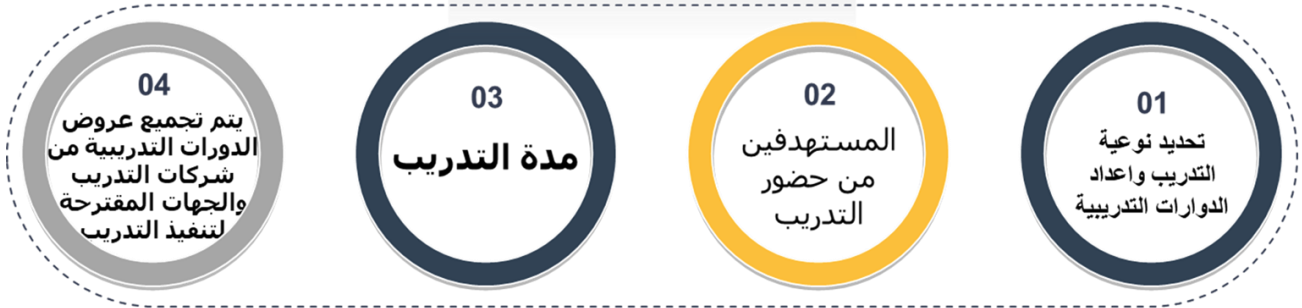 01
تحديد نوعية
التدريب واعداد
الدوارات التدريبية
02
المستهدفين
من حضور
التدريب
03
مدة التدريب
04
يتم تجميع عروض
الدورات التدريبية من
شركات التدريب
والجهات المقترحة
لتنفيذ التدريب